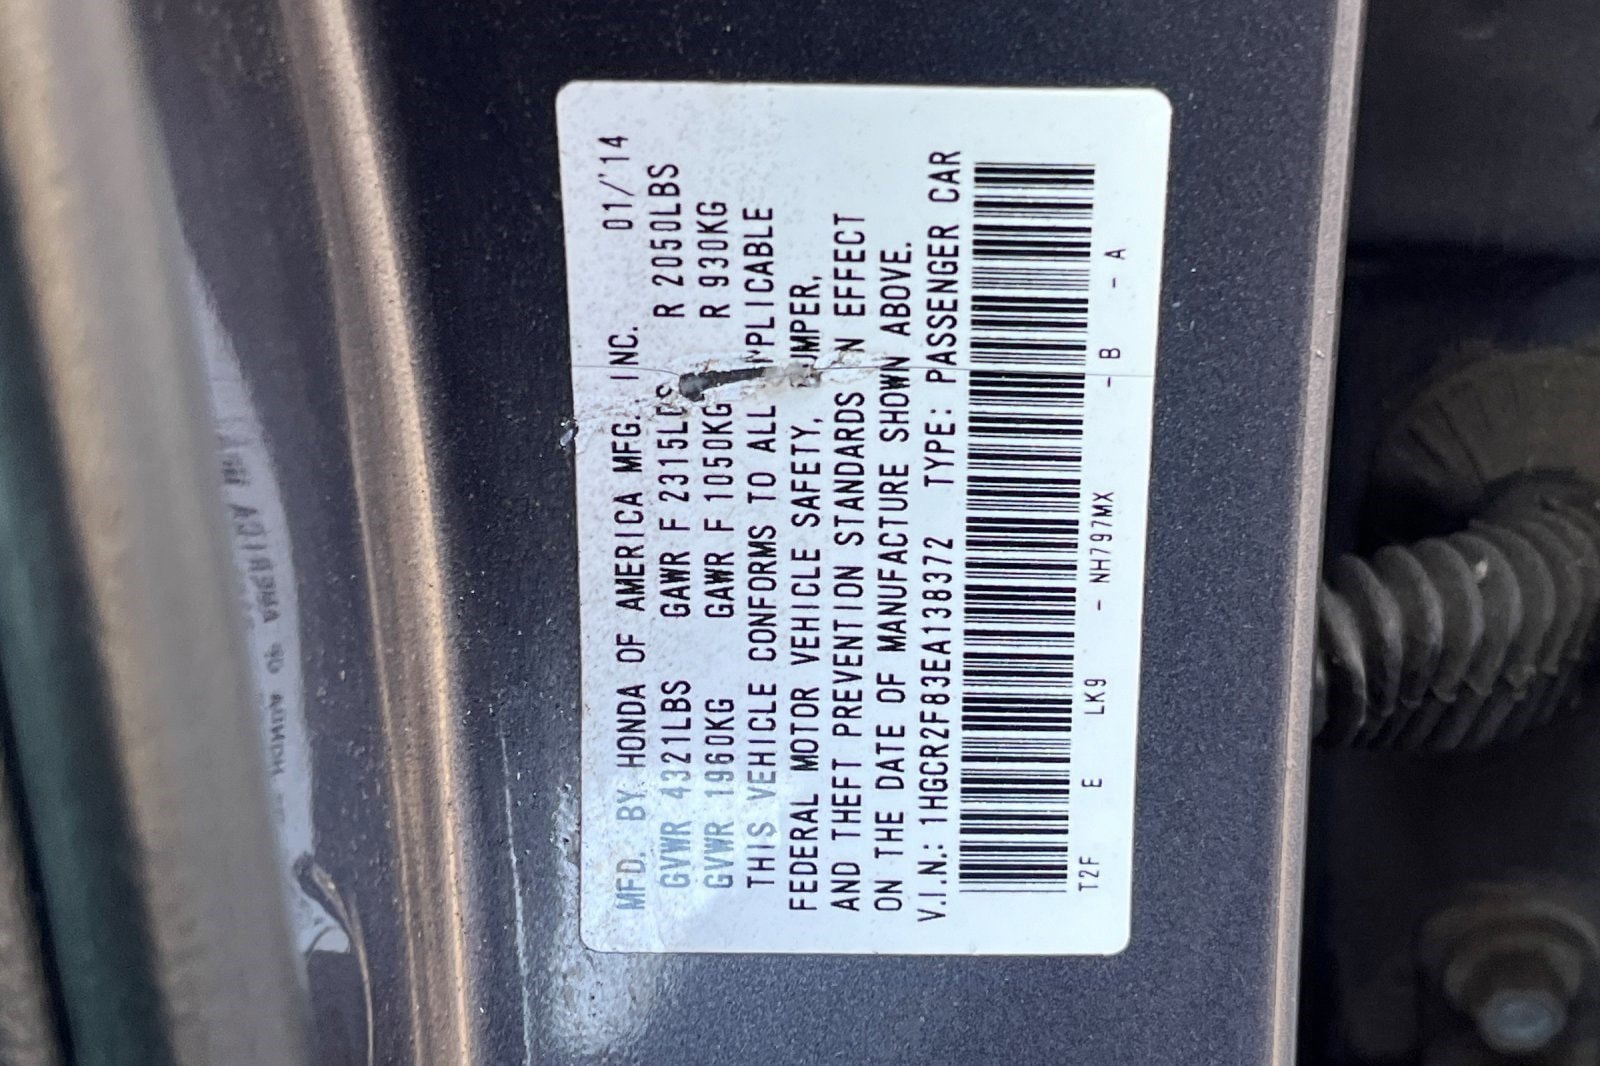 MFD. BY HONDA OF AMERICA MFG. INC. 01/'14
GVWR 4321LBS GAWR F 2315LBS R 2050LBS
GVWR 1960KG GAWR F 1050KG R 930KG
THIS VEHICLE CONFORMS TO ALL APPLICABLE
FEDERAL MOTOR VEHICLE SAFETY, BUMPER,
AND THEFT PREVENTION STANDARDS IN EFFECT
ON THE DATE OF MANUFACTURE SHOWN ABOVE.
V.I.N.: 1HGCR2F83EA138372 TYPE: PASSENGER CAR
T2F E LK9 - NH797MX - B - A